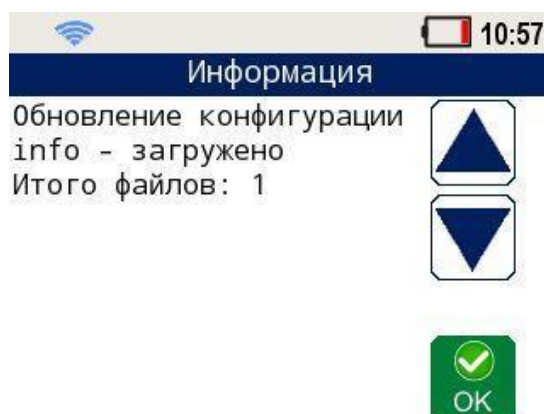 10:57
Информация
Обновление конфигурации
info – загружено
Итого файлов: 1
OK